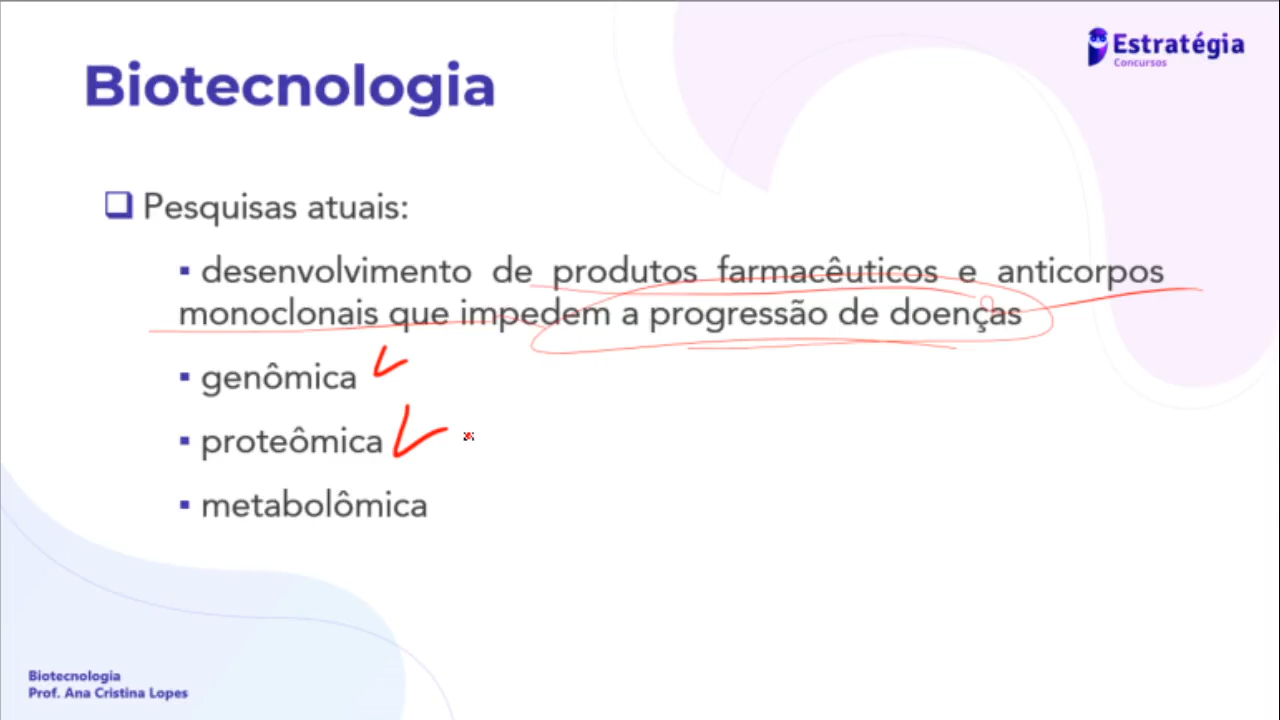 Estratégia
Concursos
Biotecnologia
Pesquisas atuais:
desenvolvimento de produtos farmacêuticos e anticorpos
monoclonais que impedem a progressão de doenças
genômica
proteômica
metabolômica
Biotecnologia
Prof. Ana Cristina Lopes